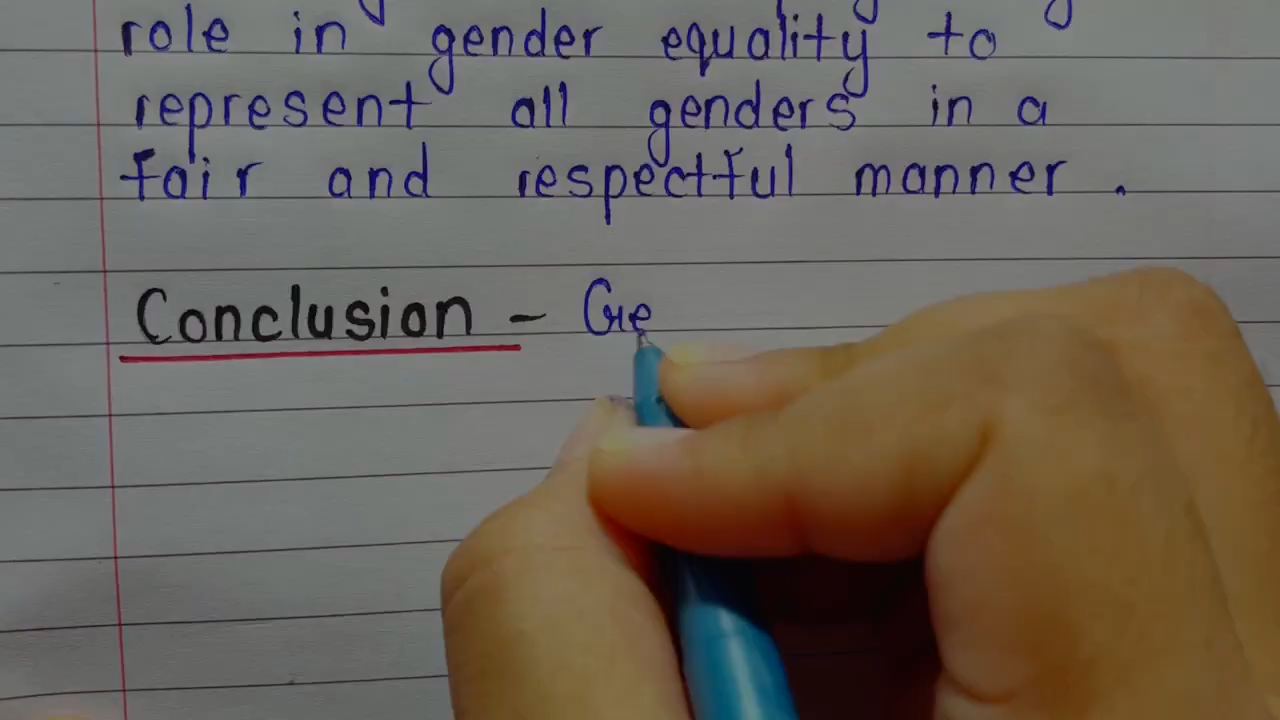 role in gender equality to
represent all genders in a
fair and respectful manner .
Conclusion - Ge